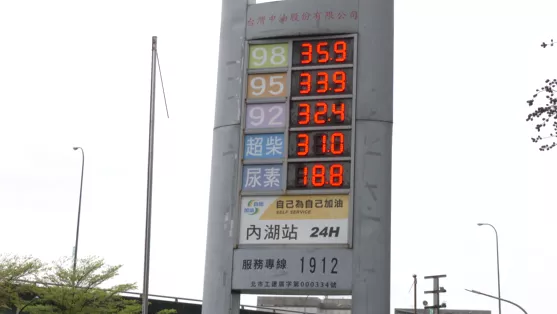 台灣中油股份有限公司
98 35.9
95 33.9
92 32.4
超柴 31.0
尿素 18.8
自己為自己加油
SELF SERVICE
內湖站 24H
服務專線 1912